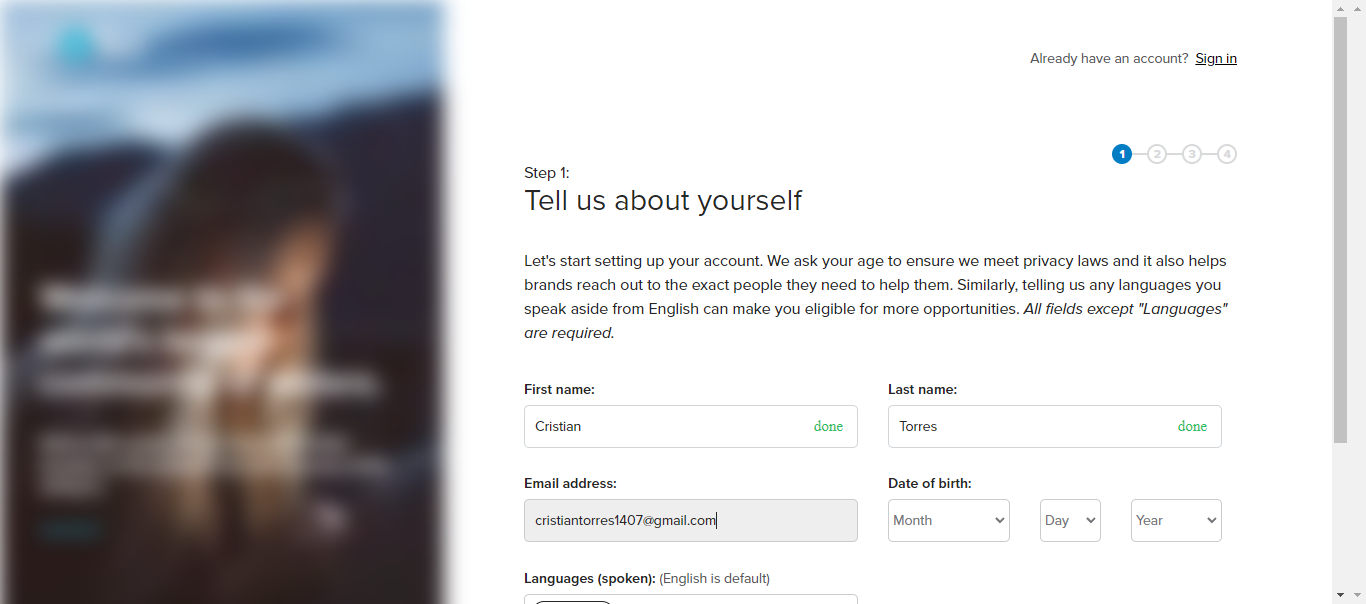 Already have an account? Sign in
1 2 3 4
Step 1:
Tell us about yourself
Let's start setting up your account. We ask your age to ensure we meet privacy laws and it also helps
brands reach out to the exact people they need to help them. Similarly, telling us any languages you
speak aside from English can make you eligible for more opportunities. All fields except "Languages"
are required.
First name: Last name:
Cristian done Torres done
Email address: Date of birth:
cristiantorres1407@gmail.com Month Day Year
Languages (spoken): (English is default)